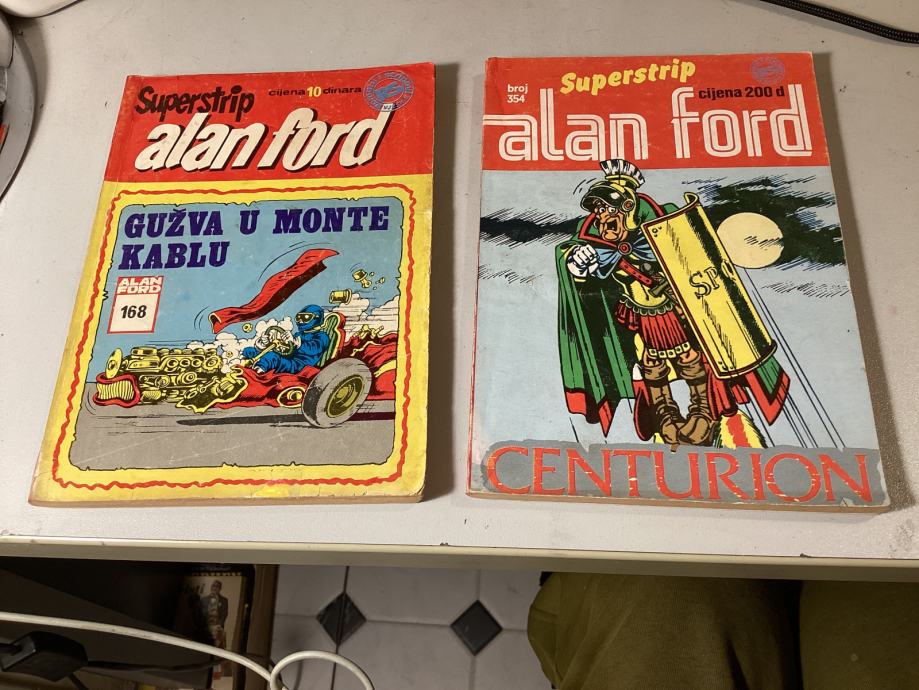 Superstrip
cijena 10 dinara
alan ford
GUŽVA U MONTE
KABLU
ALAN
FORD
168
broj
354
Superstrip
cijena 200 d
alan ford
SP
CENTURION